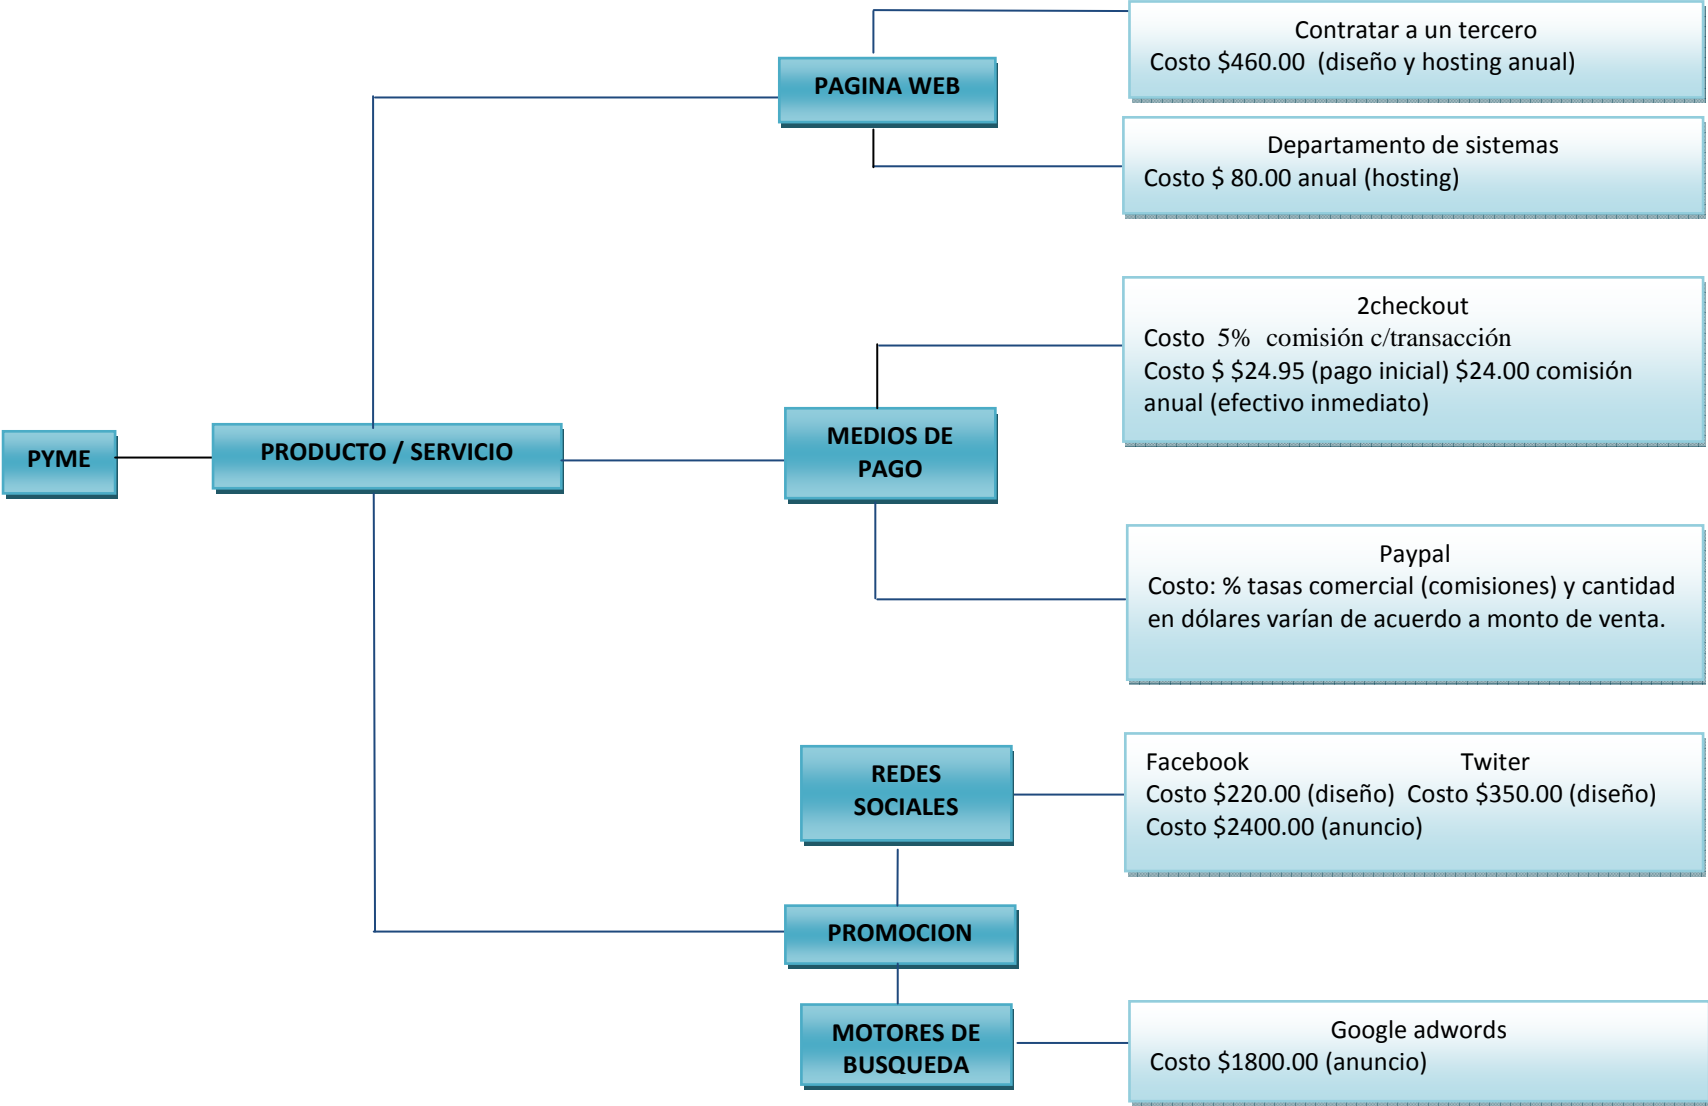 Contratar a un tercero
Costo $460.00 (diseño y hosting anual)
PAGINA WEB
Departamento de sistemas
Costo $ 80.00 anual (hosting)
2checkout
Costo 5% comisión c/transacción
Costo $ $24.95 (pago inicial) $24.00 comisión
anual (efectivo inmediato)
PYME
PRODUCTO / SERVICIO
MEDIOS DE
PAGO
Paypal
Costo: % tasas comercial (comisiones) y cantidad
en dólares varían de acuerdo a monto de venta.
REDES
SOCIALES
Facebook Twiter
Costo $220.00 (diseño) Costo $350.00 (diseño)
Costo $2400.00 (anuncio)
PROMOCION
MOTORES DE
BUSQUEDA
Google adwords
Costo $1800.00 (anuncio)